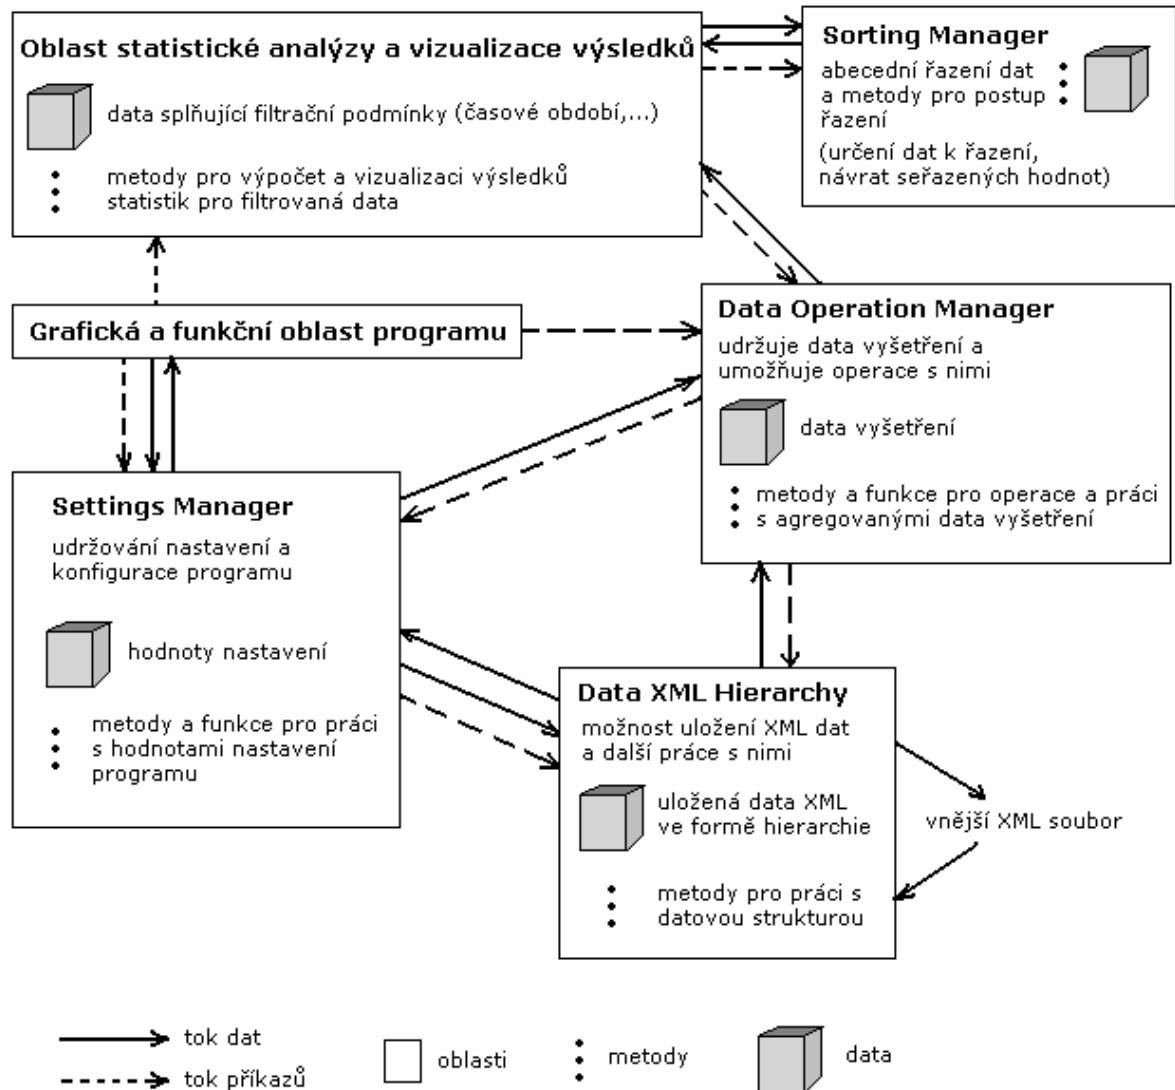 Oblast statistické analýzy a vizualizace výsledků
data splňující filtrační podmínky (časové období,...)
metody pro výpočet a vizualizaci výsledků
statistik pro filtrovaná data
Sorting Manager
abecední řazení dat
a metody pro postup
řazení
(určení dat k řazení,
návrat seřazených hodnot)
Grafická a funkční oblast programu
Data Operation Manager
udržuje data vyšetření a
umožňuje operace s nimi
data vyšetření
metody a funkce pro operace a práci
s agregovanými data vyšetření
Settings Manager
udržování nastavení a
konfigurace programu
hodnoty nastavení
metody a funkce pro práci
s hodnotami nastavení
programu
Data XML Hierarchy
možnost uložení XML dat
a další práce s nimi
uložená data XML
ve formě hierarchie
metody pro práci s
datovou strukturou
vnější XML soubor
tok dat
tok příkazů
oblasti
metody
data